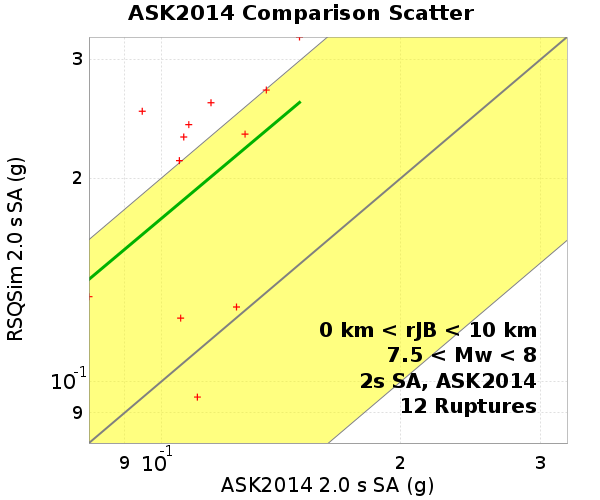 ASK2014 Comparison Scatter
RSQSim 2.0 s SA (g)
3
2
10-1
9
0 km < rJB < 10 km
7.5 < Mw < 8
2s SA, ASK2014
12 Ruptures
9 10-1 2 3
ASK2014 2.0 s SA (g)